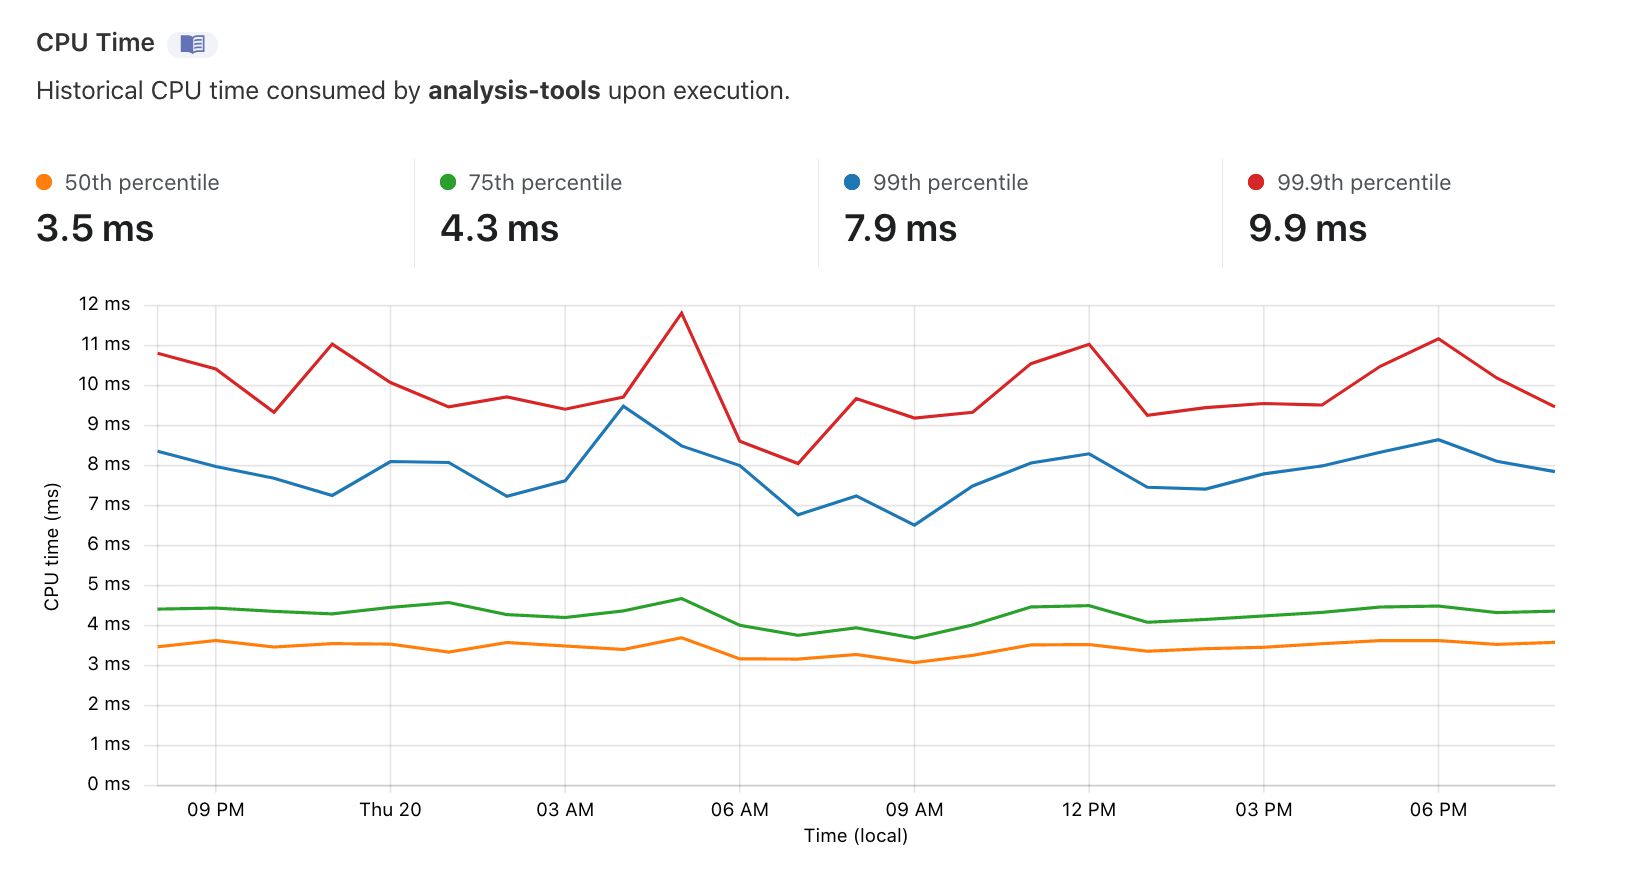 CPU Time
Historical CPU time consumed by analysis-tools upon execution.
50th percentile
3.5 ms
75th percentile
4.3 ms
99th percentile
7.9 ms
99.9th percentile
9.9 ms
12 ms
11 ms
10 ms
9 ms
8 ms
7 ms
6 ms
5 ms
4 ms
3 ms
2 ms
1 ms
0 ms
CPU time (ms)
09 PM Thu 20 03 AM 06 AM 09 AM 12 PM 03 PM 06 PM
Time (local)